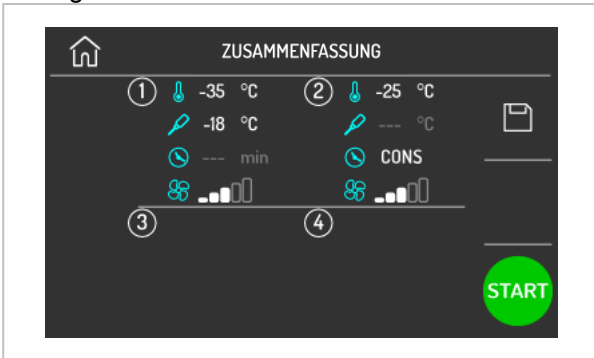 ZUSAMMENFASSUNG
1 -35 °C 2 -25 °C
-18 °C --- °C
--- min CONS
3 4
START